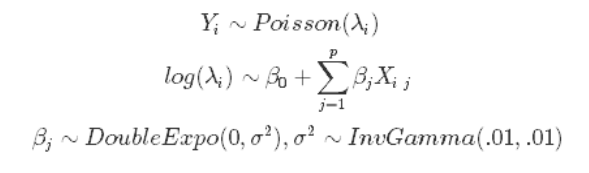 Y_i ∼ Poisson(λ_i)
log(λ_i) ∼ β_0 + ∑_{j=1}^{p} β_j X_{i j}
β_j ∼ DoubleExpo(0, σ^2), σ^2 ∼ InvGamma(.01, .01)